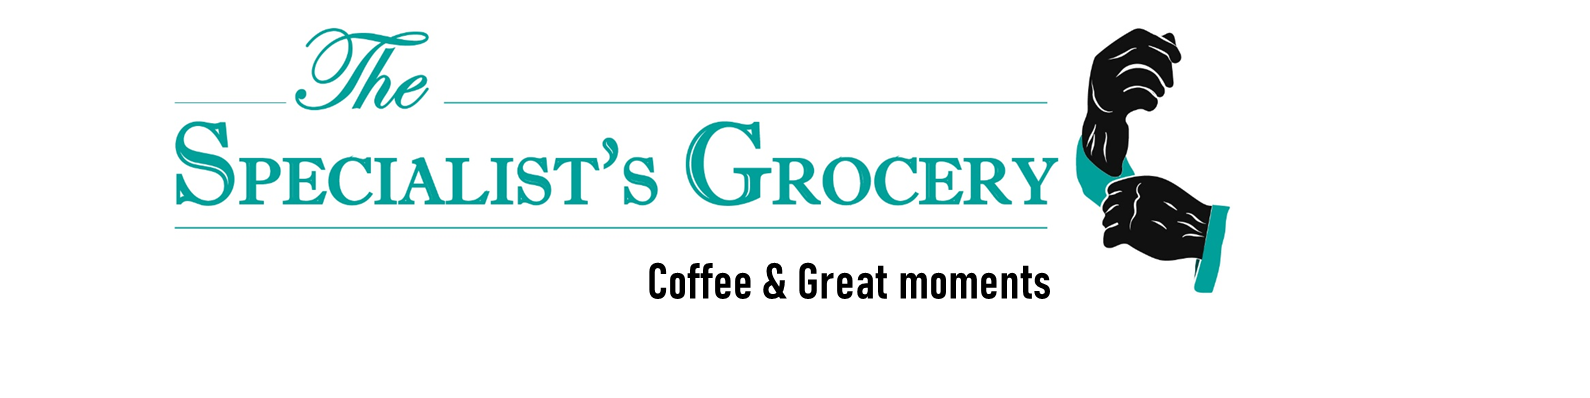 The
SPECIALIST'S GROCERY
Coffee & Great moments